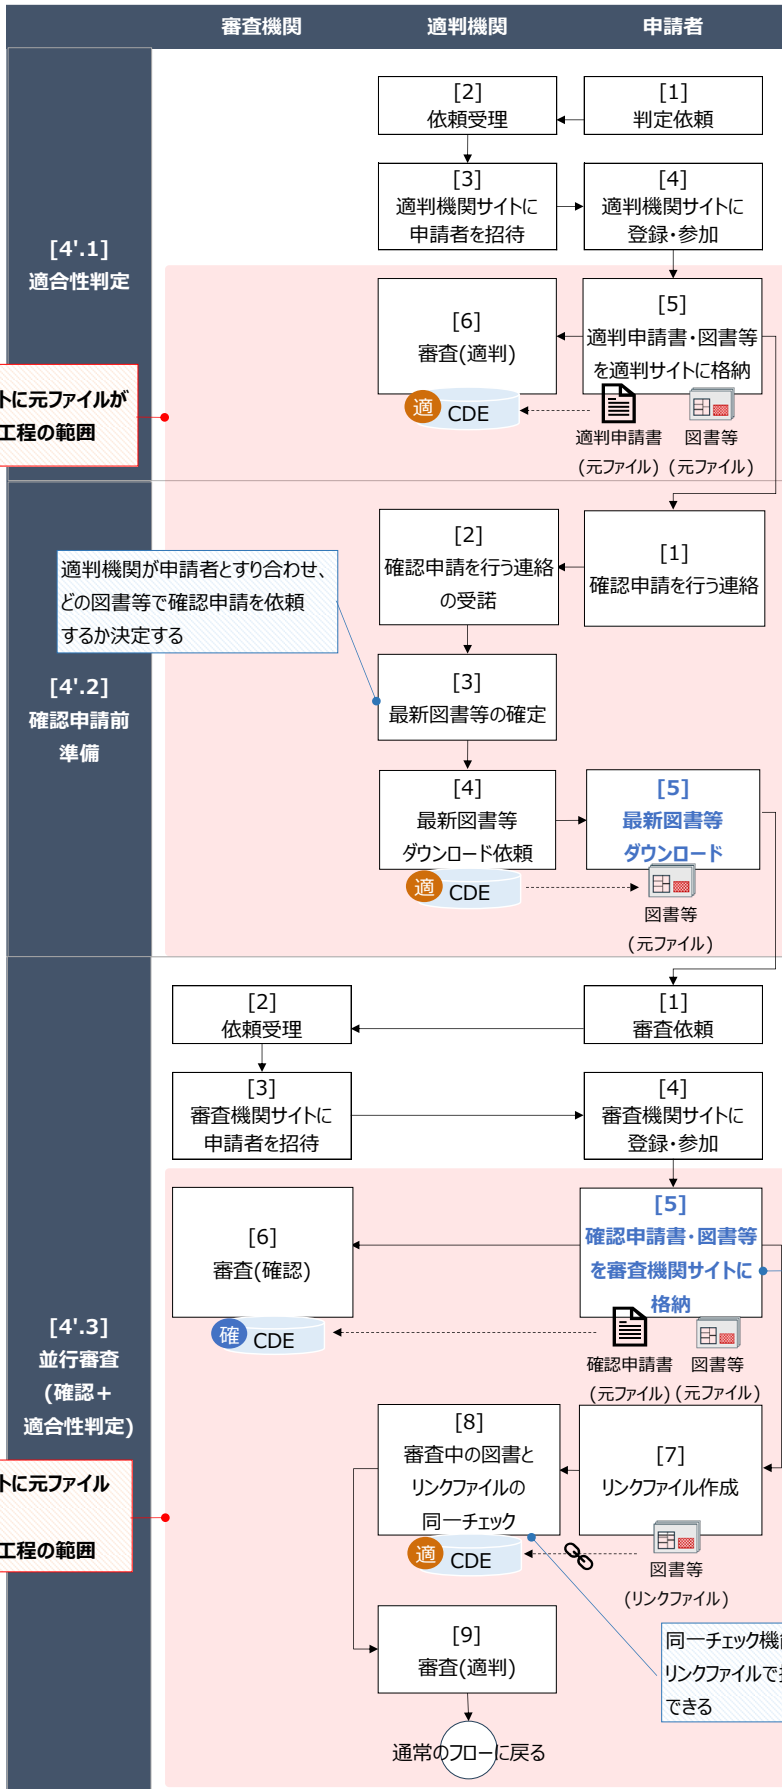 審査機関
適判機関
申請者
[4'.1]
適合性判定
[1]
判定依頼
[2]
依頼受理
[3]
適判機関サイトに
申請者を招待
[4]
適判機関サイトに
登録・参加
[5]
適判申請書・図書等
を適判サイトに格納
[6]
審査(適判)
適 CDE
適判申請書
(元ファイル)
図書等
(元ファイル)
トに元ファイルが
工程の範囲
[4'.2]
確認申請前
準備
[1]
確認申請を行う連絡
[2]
確認申請を行う連絡
の受諾
適判機関が申請者とすり合わせ、
どの図書等で確認申請を依頼
するか決定する
[3]
最新図書等の確定
[4]
最新図書等
ダウンロード依頼
[5]
最新図書等
ダウンロード
適 CDE
図書等
(元ファイル)
[4'.3]
並行審査
(確認+
適合性判定)
[1]
審査依頼
[2]
依頼受理
[3]
審査機関サイトに
申請者を招待
[4]
審査機関サイトに
登録・参加
[5]
確認申請書・図書等
を審査機関サイトに
格納
[6]
審査(確認)
確 CDE
確認申請書
(元ファイル)
図書等
(元ファイル)
[7]
リンクファイル作成
[8]
審査中の図書と
リンクファイルの
同一チェック
適 CDE
図書等
(リンクファイル)
トに元ファイル
工程の範囲
[9]
審査(適判)
同一チェック機
リンクファイルで
できる
通常のフローに戻る